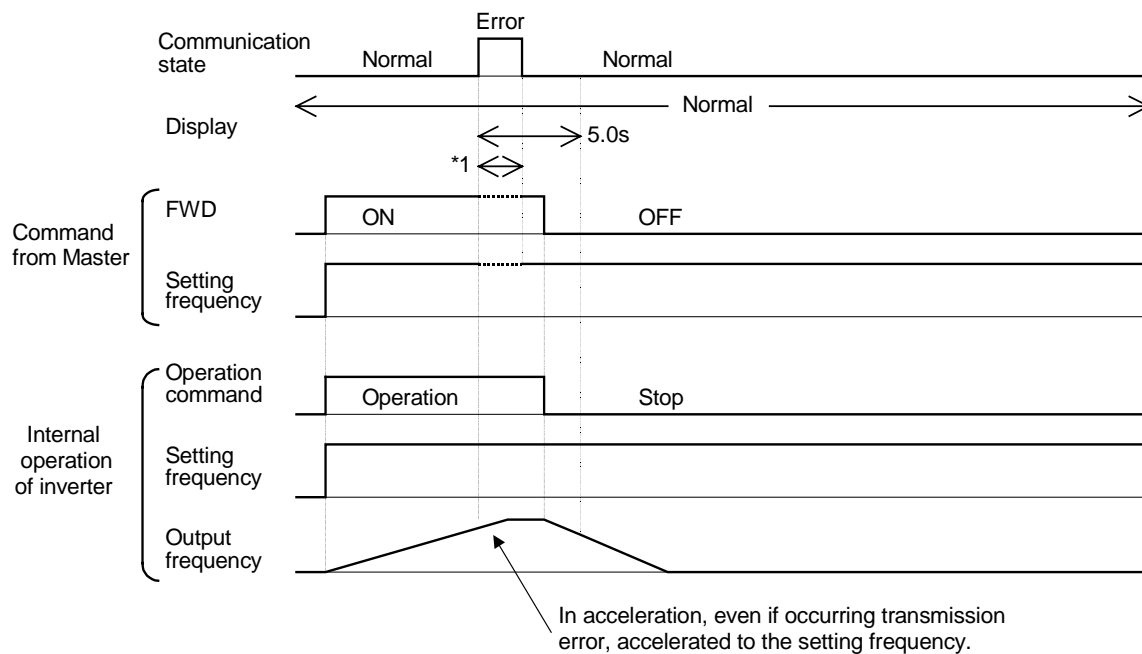 Error
Communication
state
Normal
Normal
Normal
Display
5.0s
*1
Command
from Master
FWD
ON
OFF
Setting
frequency
Internal
operation
of inverter
Operation
command
Operation
Stop
Setting
frequency
Output
frequency
In acceleration, even if occurring transmission
error, accelerated to the setting frequency.